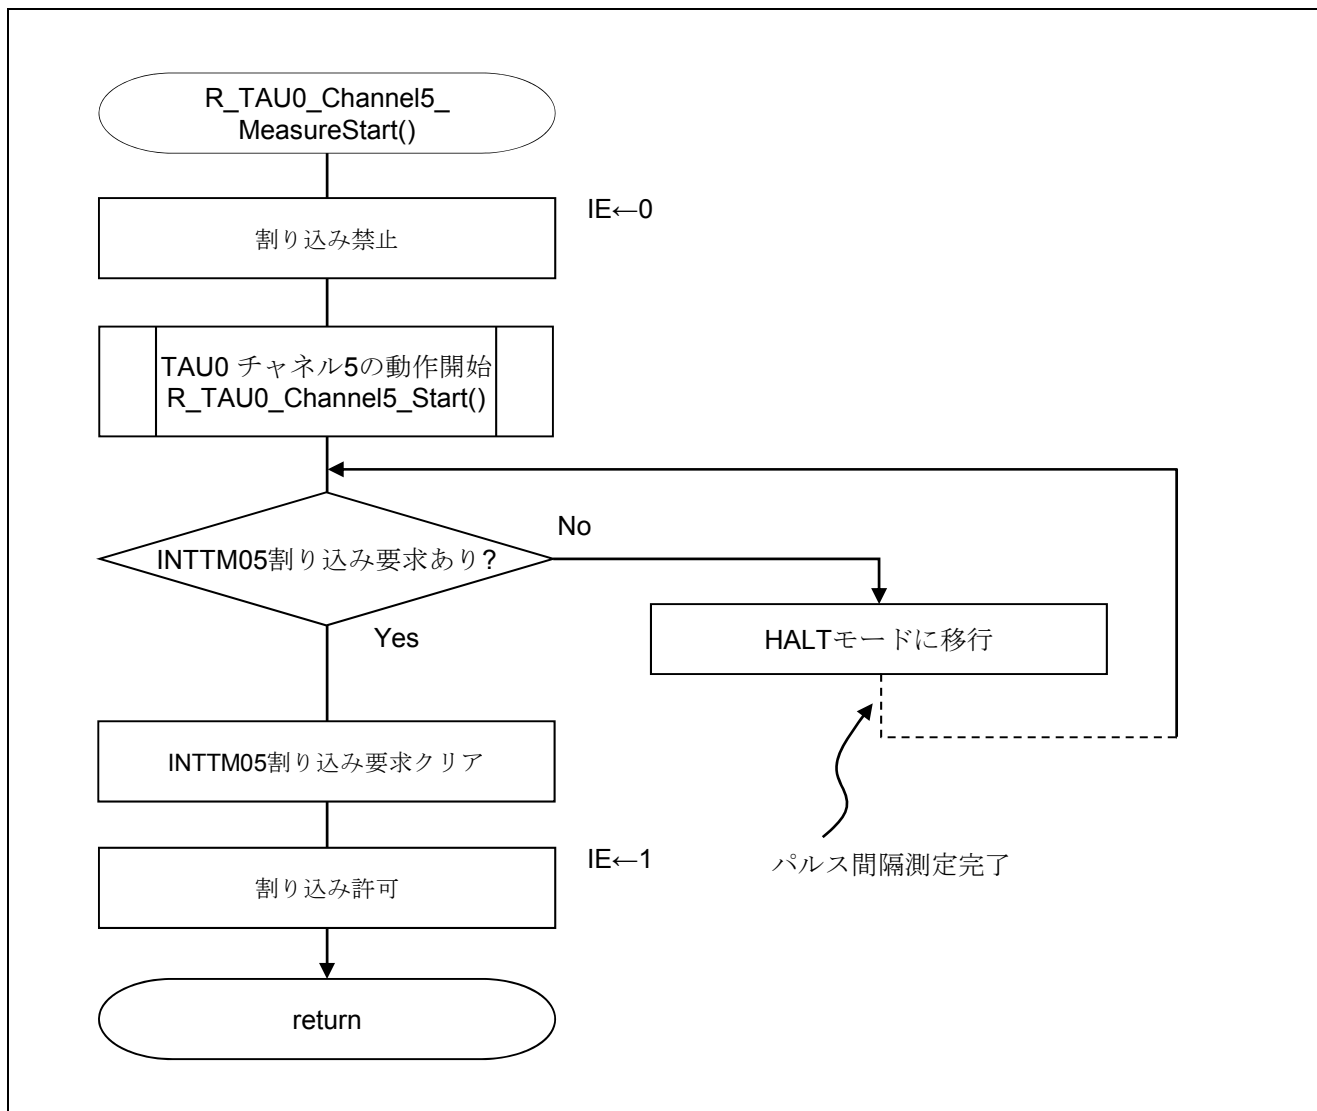 R_TAU0_Channel5_
MeasureStart()
IE←0
割り込み禁止
TAU0 チャネル5の動作開始
R_TAU0_Channel5_Start()
No
INTTM05割り込み要求あり?
Yes
HALTモードに移行
INTTM05割り込み要求クリア
パルス間隔測定完了
IE←1
割り込み許可
return